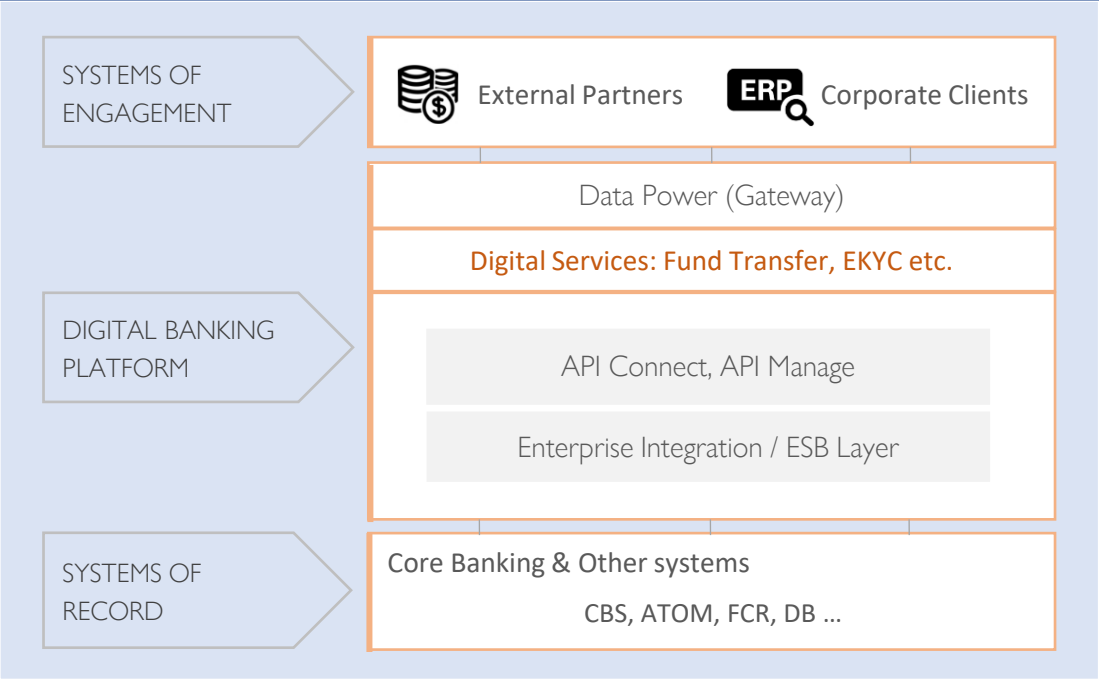 SYSTEMS OF
ENGAGEMENT
External Partners
ERP
Corporate Clients
Data Power (Gateway)
Digital Services: Fund Transfer, EKYC etc.
DIGITAL BANKING
PLATFORM
API Connect, API Manage
Enterprise Integration / ESB Layer
SYSTEMS OF
RECORD
Core Banking & Other systems
CBS, ATOM, FCR, DB ...